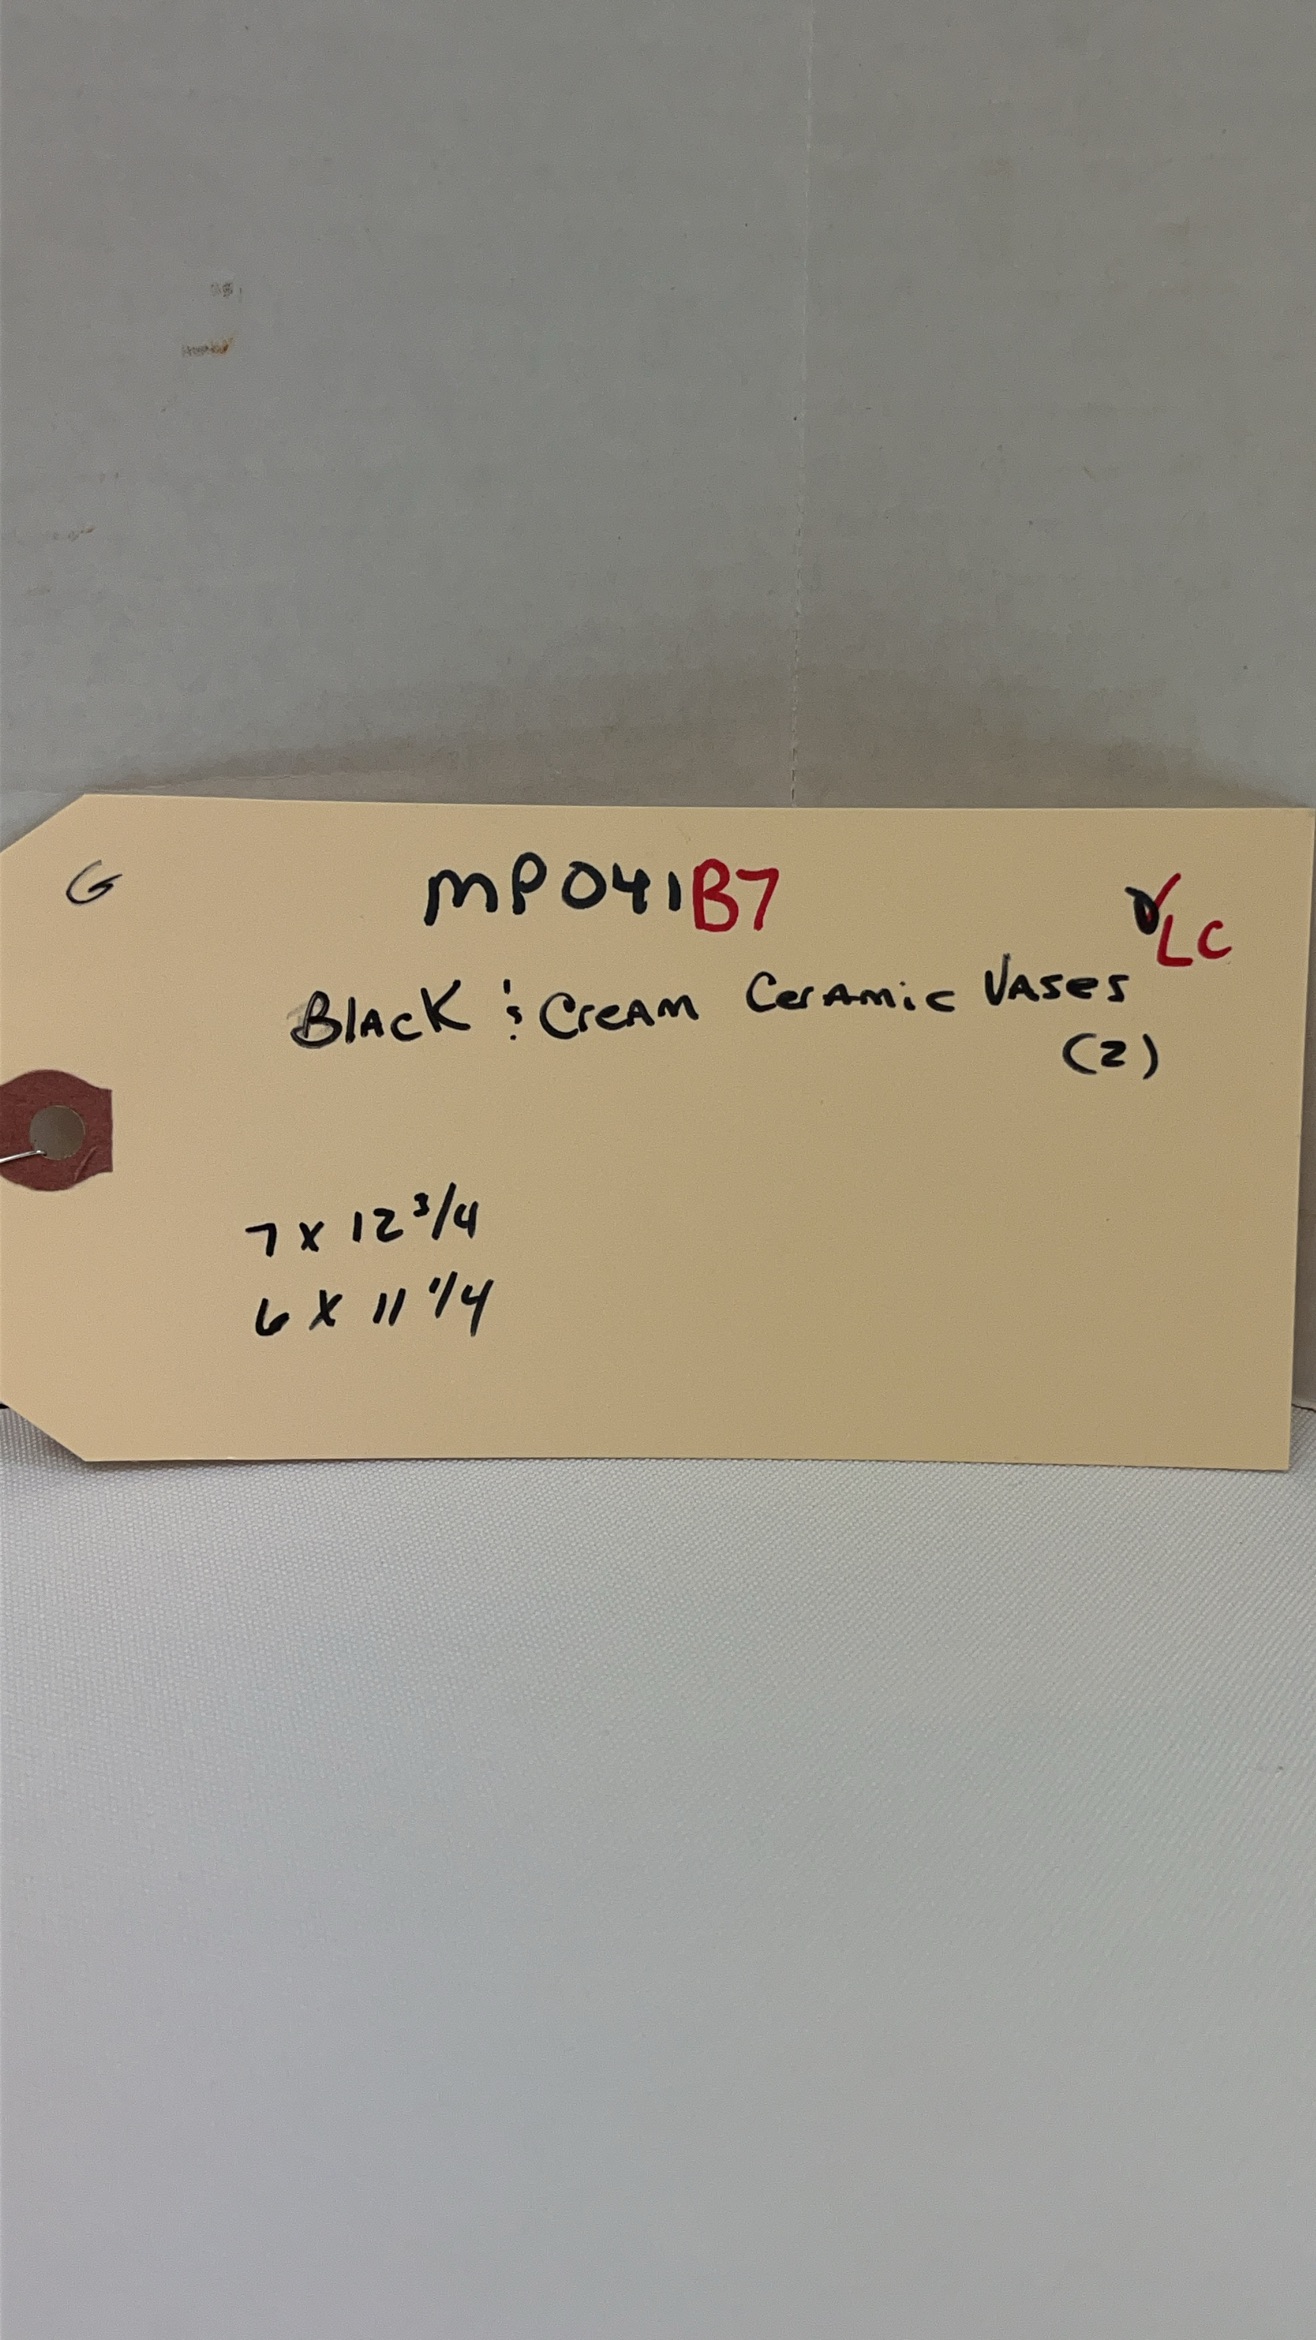 G
MP041B7
✓LC
Black & Cream Ceramic Vases
(2)
7 x 12 3/4
6 x 11 1/4